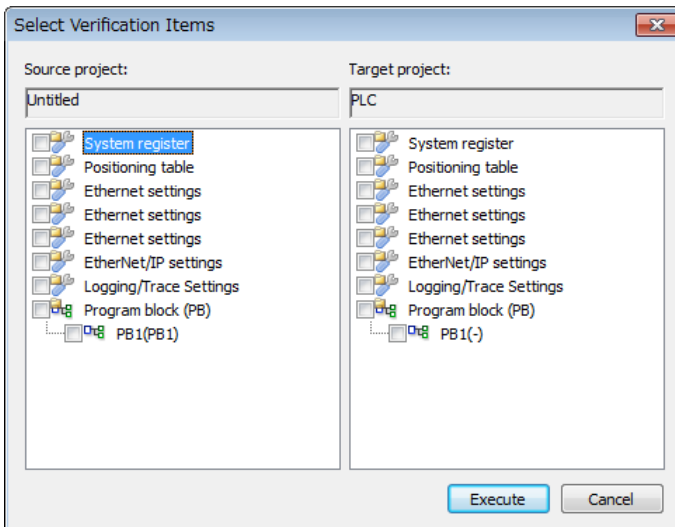 Select Verification Items
Source project:
Target project:
Untitled
PLC
System register
Positioning table
Ethernet settings
Ethernet settings
Ethernet settings
EtherNet/IP settings
Logging/Trace Settings
Program block (PB)
PB1(PB1)
System register
Positioning table
Ethernet settings
Ethernet settings
Ethernet settings
EtherNet/IP settings
Logging/Trace Settings
Program block (PB)
PB1(-)
Execute
Cancel